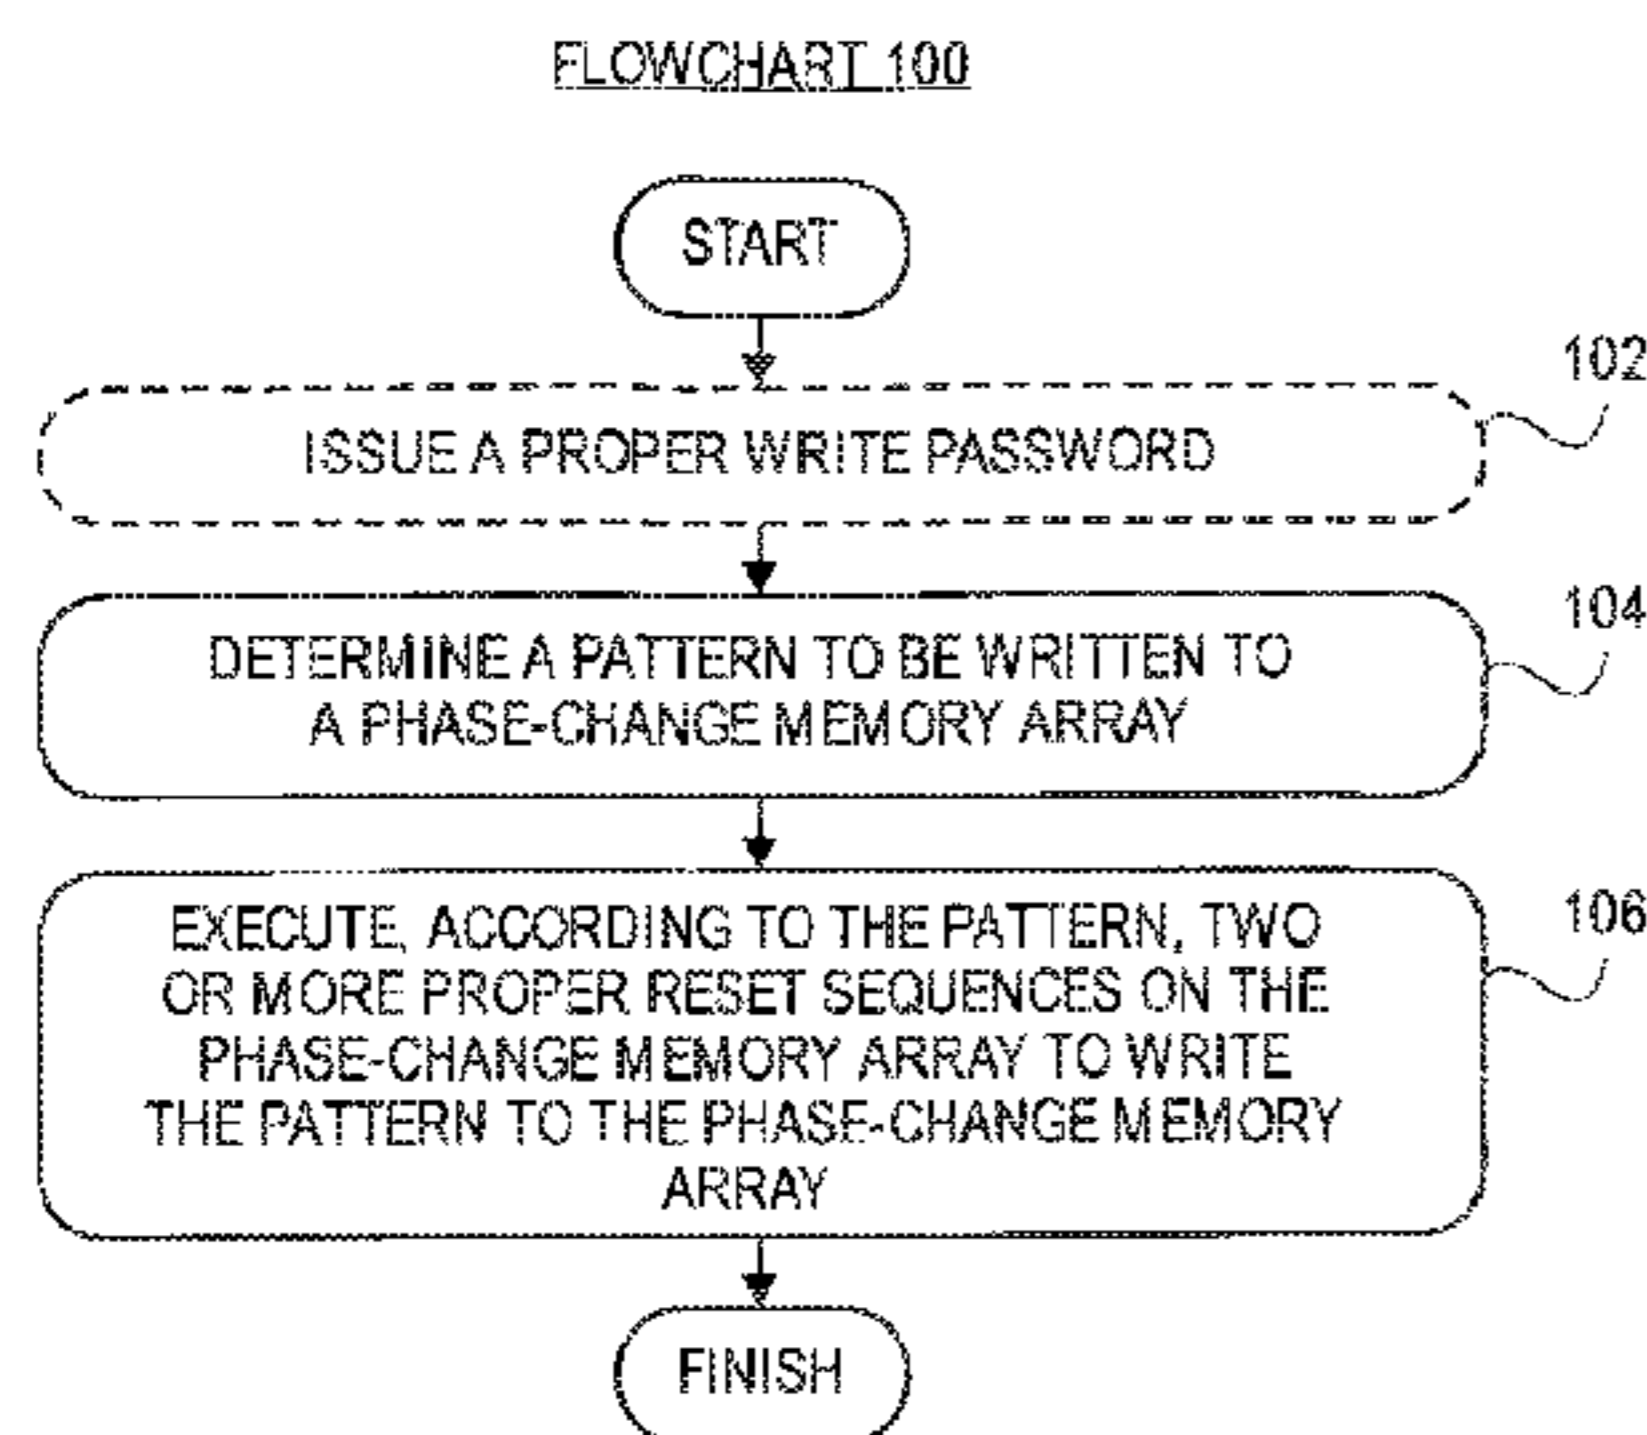 FLOWCHART 100
START
102
ISSUE A PROPER WRITE PASSWORD
104
DETERMINE A PATTERN TO BE WRITTEN TO
A PHASE-CHANGE MEMORY ARRAY
106
EXECUTE, ACCORDING TO THE PATTERN, TWO
OR MORE PROPER RESET SEQUENCES ON THE
PHASE-CHANGE MEMORY ARRAY TO WRITE
THE PATTERN TO THE PHASE-CHANGE MEMORY
ARRAY
FINISH